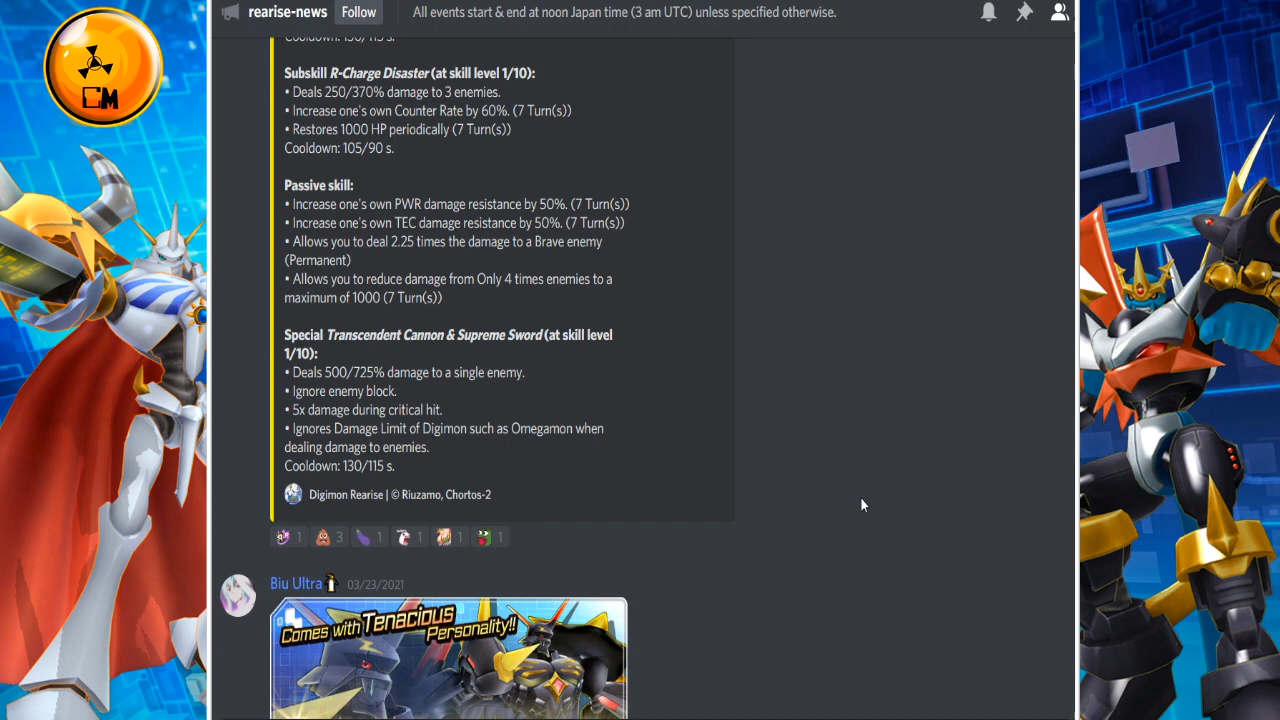 rearise-news Follow All events start & end at noon Japan time (3 am UTC) unless specified otherwise.
Cooldown: 130/115 s.
Subskill R-Charge Disaster (at skill level 1/10):
• Deals 250/370% damage to 3 enemies.
• Increase one's own Counter Rate by 60%. (7 Turn(s))
• Restores 1000 HP periodically (7 Turn(s))
Cooldown: 105/90 s.
Passive skill:
• Increase one's own PWR damage resistance by 50%. (7 Turn(s))
• Increase one's own TEC damage resistance by 50%. (7 Turn(s))
• Allows you to deal 2.25 times the damage to a Brave enemy
(Permanent)
• Allows you to reduce damage from Only 4 times enemies to a
maximum of 1000 (7 Turn(s))
Special Transcendent Cannon & Supreme Sword (at skill level
1/10):
• Deals 500/725% damage to a single enemy.
• Ignore enemy block.
• 5x damage during critical hit.
• Ignores Damage Limit of Digimon such as Omegamon when
dealing damage to enemies.
Cooldown: 130/115 s.
Digimon Rearise | © Riuzamo, Chortos-2
1 3 1 1 1 1
Biu Ultra 03/23/2021
Comes with Tenacious
Personality!!
CM